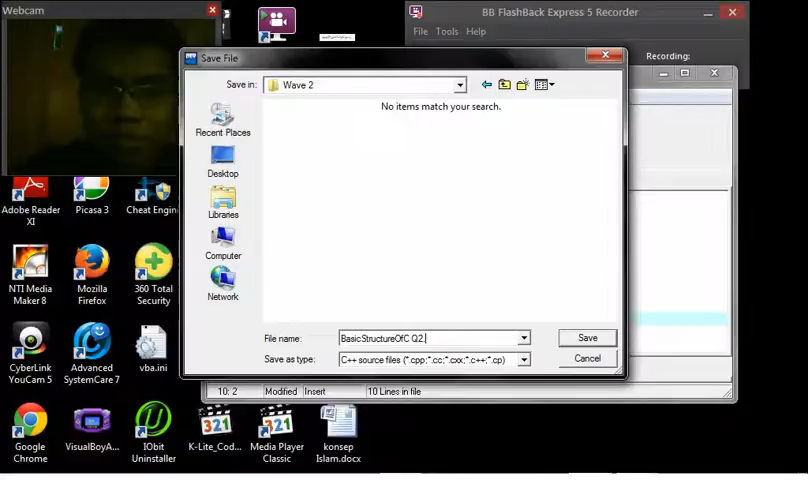 Webcam
BB FlashBack Express 5 Recorder
File Tools Help
Recording:
Save File
Save in:
Wave 2
No items match your search.
Recent Places
Desktop
Libraries
Computer
Network
File name:
BasicStructureOfC Q2
Save
Save as type:
C++ source files (*.cpp;*.cc;*.cxx;*.c++;*.cp)
Cancel
10: 2 Modified Insert 10 Lines in file
Adobe Reader XI
Picasa 3
Cheat Engin
NTI Media Maker 8
Mozilla Firefox
360 Total Security
CyberLink YouCam 5
Advanced SystemCare 7
vba.ini
Google Chrome
VisualBoyA...
IObit Uninstaller
K-Lite_Cod...
Media Player Classic
konsep Islam.docx
321
321